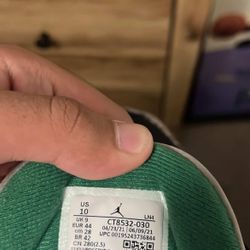 US
10
LNL
UK 9
EUR 44
cm 28
BR 42
CN 280(2.5)
CT8532-030
04/23/21 06/09/21
UPC 00195243736844